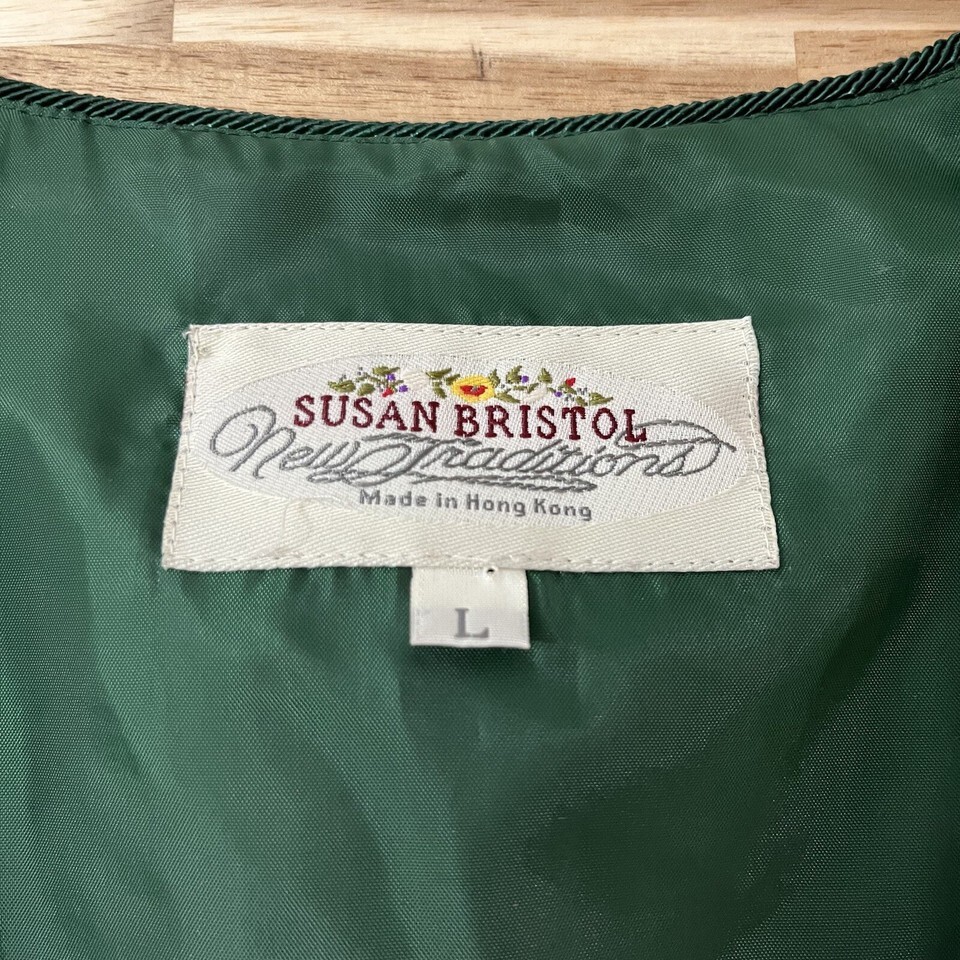 SUSAN BRISTOL
New Traditions
Made in Hong Kong
L